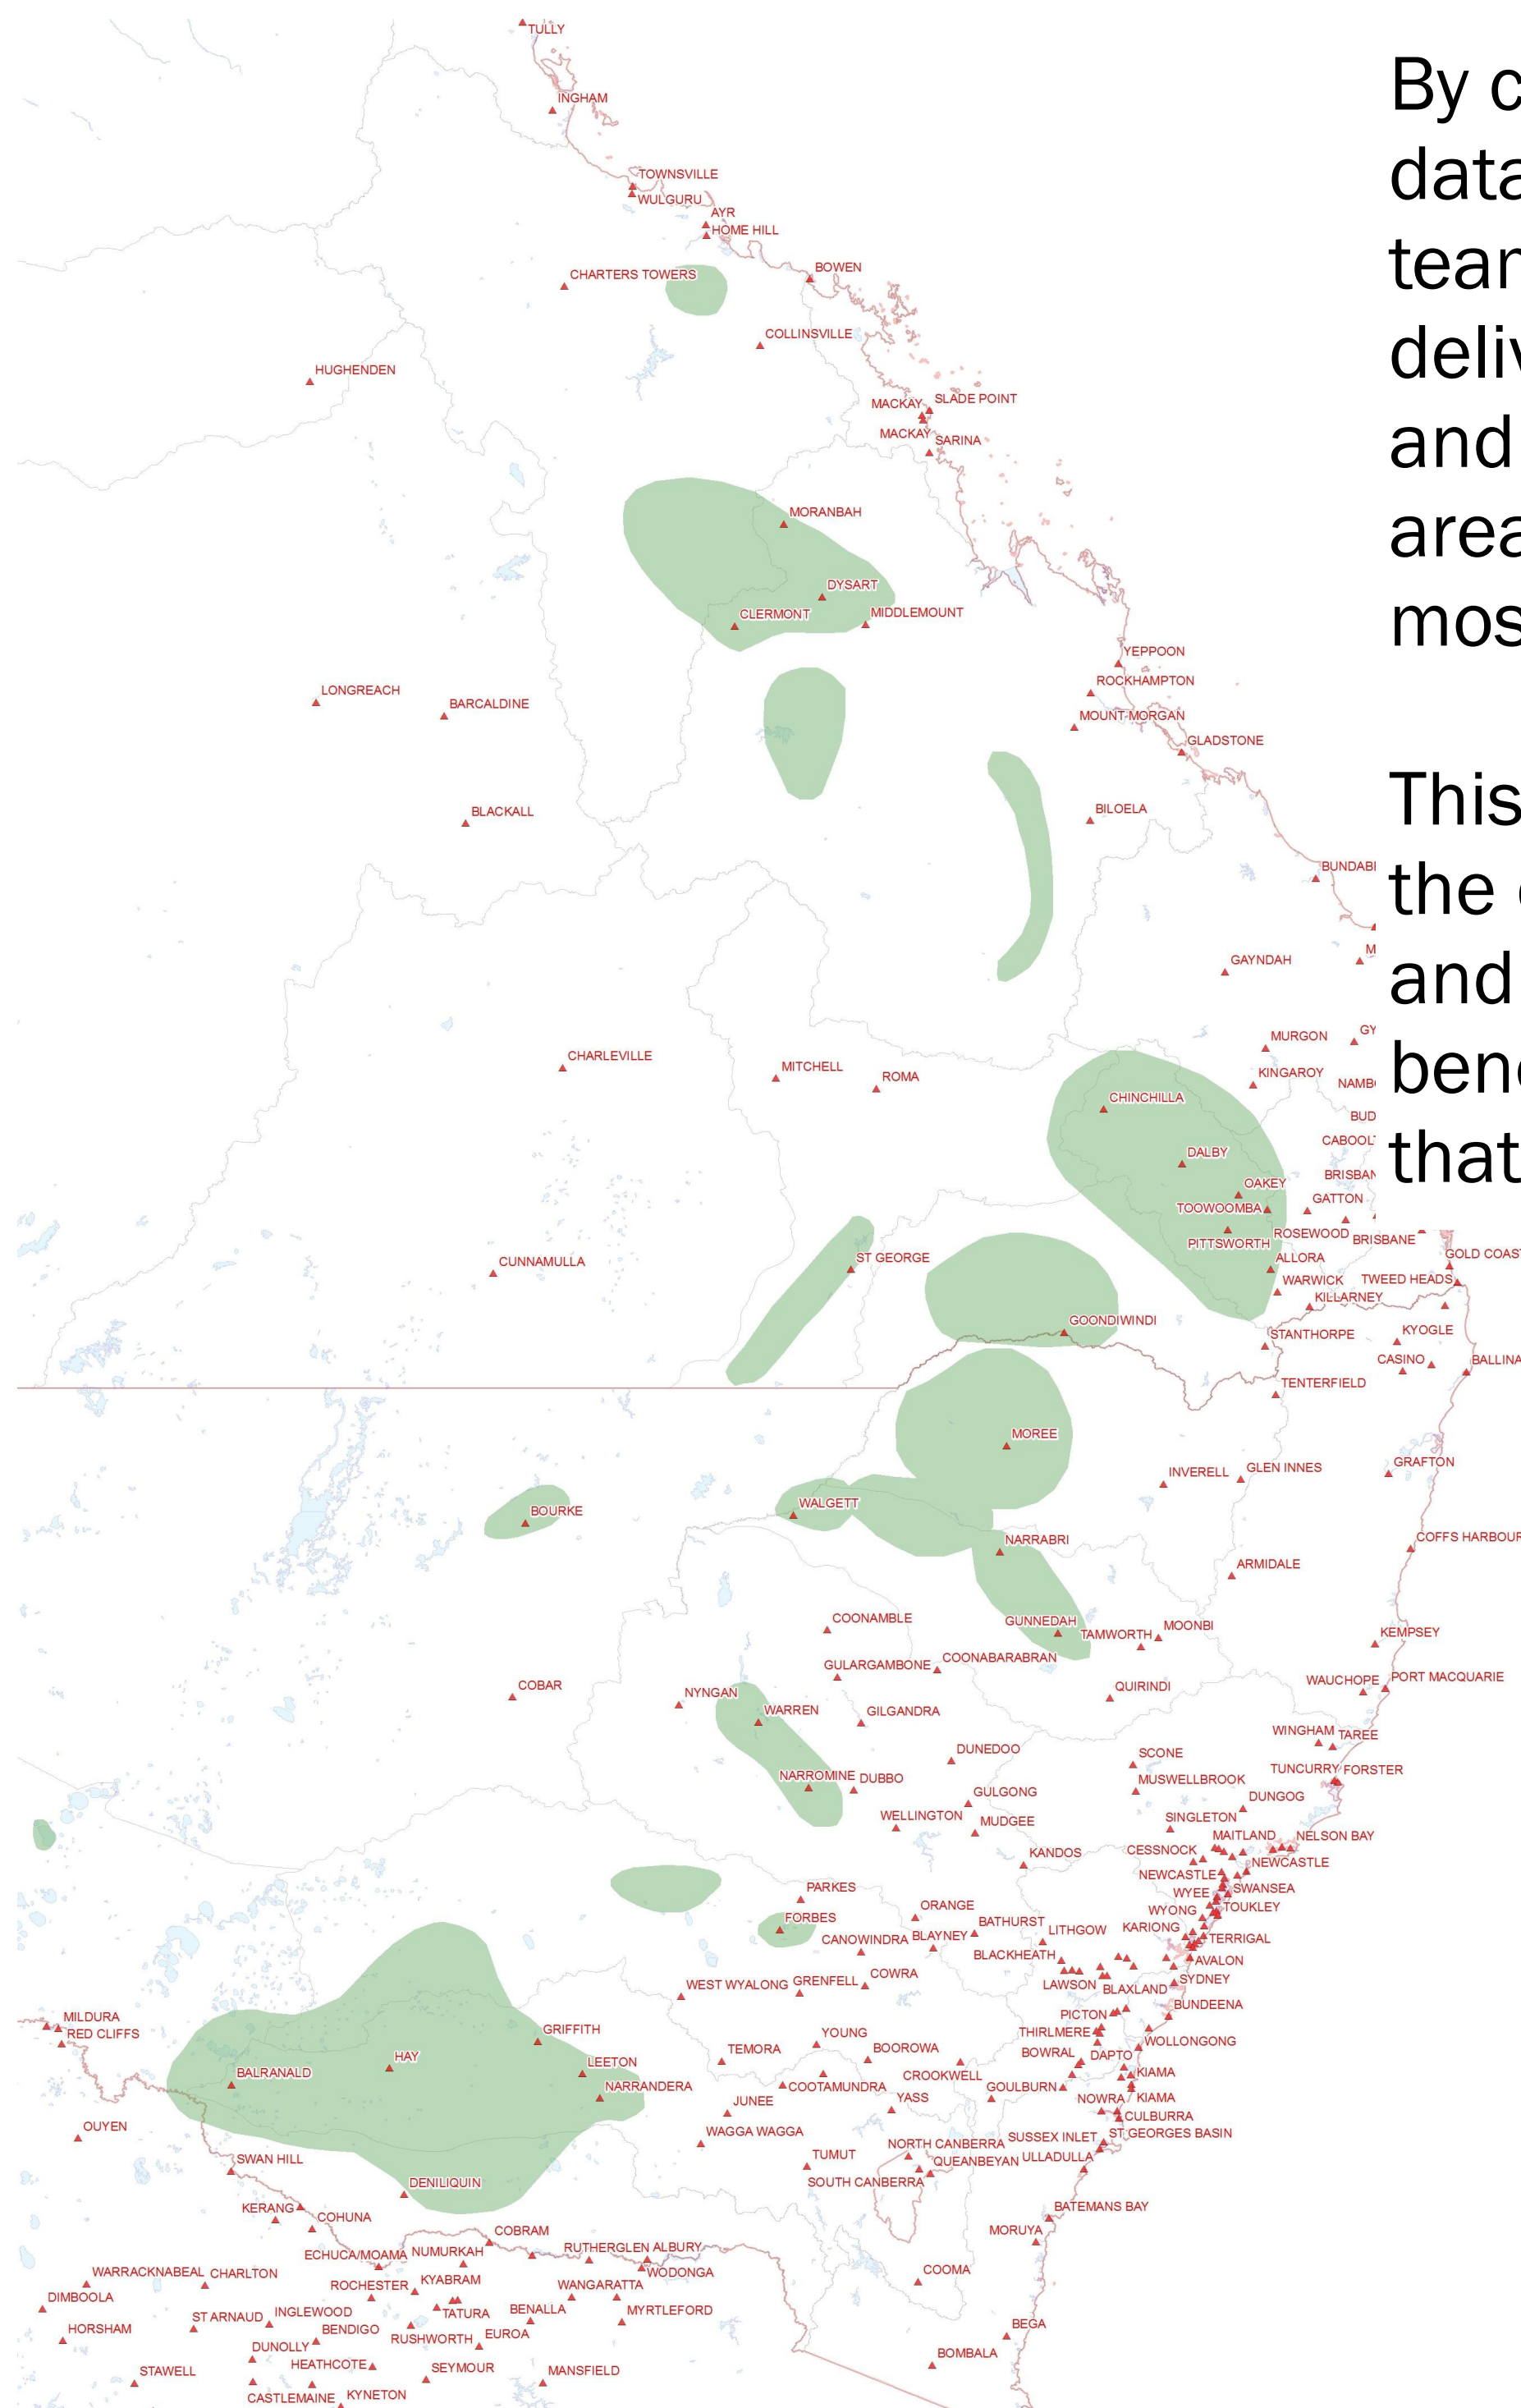 TULLY
INGHAM
TOWNSVILLE
WULGURU
AYR
HOME HILL
CHARTERS TOWERS
BOWEN
COLLINSVILLE
HUGHENDEN
MACKAY
SLADE POINT
MACKAY
SARINA
MORANBAH
DYSART
CLERMONT
MIDDLEMOUNT
YEPPOON
ROCKHAMPTON
LONGREACH
BARCALDINE
MOUNT MORGAN
GLADSTONE
BLACKALL
BILOELA
BUNDABE
GAYNDAH
M
GY
MURGON
CHARLEVILLE
MITCHELL
ROMA
KINGAROY
NAMBO
CHINCHILLA
BUD
CABOOLT
DALBY
BRISBAN
OAKEY
GATTON
TOOWOOMBA
PITTSWORTH
ROSEWOOD
BRISBANE
ALLORA
GOLD COAST
ST GEORGE
CUNNAMULLA
WARWICK
TWEED HEADS
KILLARNEY
GOONDIWINDI
STANTHORPE
KYOGLE
CASINO
BALLINA
TENTERFIELD
MOREE
INVERELL
GLEN INNES
GRAFTON
WALGETT
BOURKE
NARRABRI
COFFS HARBOUR
ARMIDALE
COONAMBLE
GUNNEDAH
TAMWORTH
MOONBI
KEMPSEY
GULARGAMBONE
COONABARABRAN
COBAR
NYNGAN
QUIRINDI
WAUCHOPE
PORT MACQUARIE
WARREN
GILGANDRA
WINGHAM
TAREE
DUNEDOO
SCONE
NARROMINE
DUBBO
MUSWELLBROOK
TUNCURRY
FORSTER
GULGONG
DUNGOG
WELLINGTON
MUDGEE
SINGLETON
MAITLAND
NELSON BAY
KANDOS
CESSNOCK
NEWCASTLE
NEWCASTLE
PARKES
WYEE
SWANSEA
ORANGE
WYONG
TOUKLEY
FORBES
BATHURST
LITHGOW
KARIONG
CANOWINDRA
BLAYNEY
TERRIGAL
BLACKHEATH
AVALON
WEST WYALONG
GRENFELL
COWRA
LAWSON
BLAXLAND
SYDNEY
PICTON
BUNDEENA
MILDURA
RED CLIFFS
GRIFFITH
YOUNG
THIRLMERE
WOLLONGONG
HAY
TEMORA
BOOROWA
BOWRAL
DAPTO
BALRANALD
LEETON
CROOKWELL
KIAMA
NARRANDERA
COOTAMUNDRA
GOULBURN
JUNEE
YASS
NOWRA
KIAMA
CULBURRA
OUYEN
WAGGA WAGGA
SUSSEX INLET
ST GEORGES BASIN
NORTH CANBERRA
SWAN HILL
TUMUT
QUEANBEYAN
ULLADULLA
DENILIQUIN
SOUTH CANBERRA
KERANG
COHUNA
BATEMANS BAY
COBRAM
MORUYA
ECHUCA/MOAMA
NUMURKAH
RUTHERGLEN
ALBURY
WARRACKNABEAL
CHARLTON
WODONGA
COOMA
ROCHESTER
KYABRAM
WANGARATTA
DIMBOOLA
TATURA
BENALLA
MYRTLEFORD
ST ARNAUD
INGLEWOOD
BEGA
HORSHAM
BENDIGO
RUSHWORTH
EUROA
DUNOLLY
BOMBALA
HEATHCOTE
SEYMOUR
STAWELL
MANSFIELD
CASTLEMAINE
KYNETON
By c
data
team
deliv
and
area
mos
This
the
and
bene
that